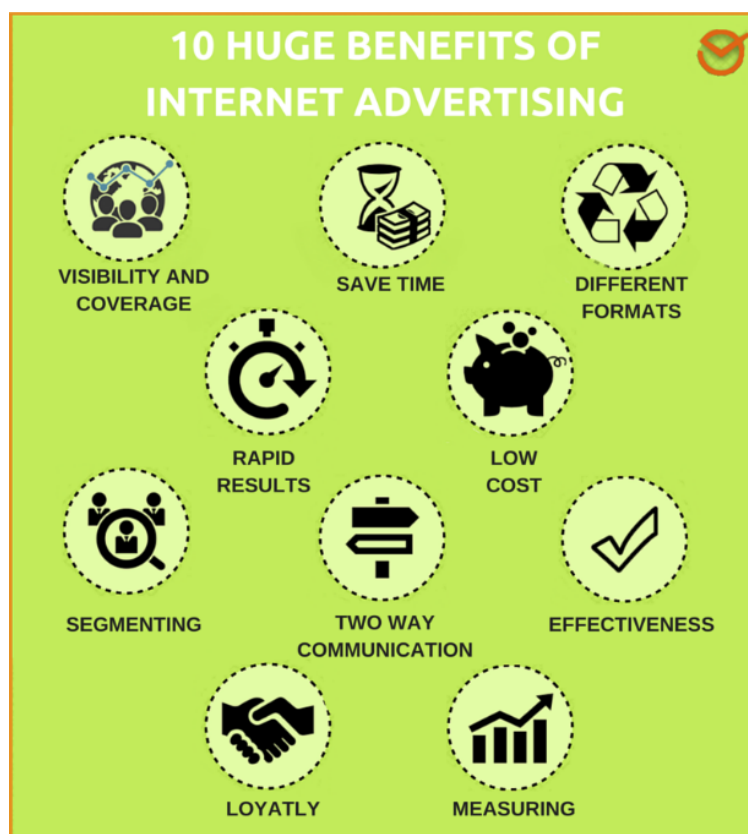 10 HUGE BENEFITS OF
INTERNET ADVERTISING
VISIBILITY AND
COVERAGE
SAVE TIME
DIFFERENT
FORMATS
RAPID
RESULTS
LOW
COST
SEGMENTING
TWO WAY
COMMUNICATION
EFFECTIVENESS
LOYATLY
MEASURING